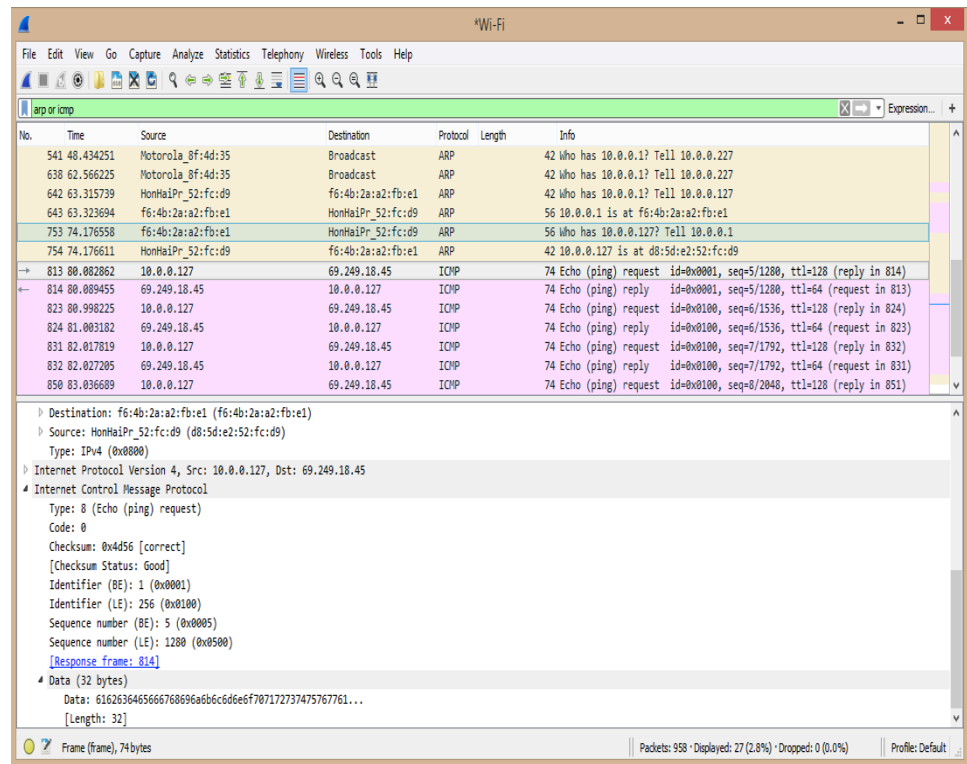 *Wi-Fi
File Edit View Go Capture Analyze Statistics Telephony Wireless Tools Help
arp or icmp Expression... +
No. Time Source Destination Protocol Length Info
541 48.434251 Motorola_8f:4d:35 Broadcast ARP 42 Who has 10.0.0.1? Tell 10.0.0.227
638 62.566225 Motorola_8f:4d:35 Broadcast ARP 42 Who has 10.0.0.1? Tell 10.0.0.227
642 63.315739 HonHaiPr_52:fc:d9 f6:4b:2a:a2:fb:e1 ARP 42 Who has 10.0.0.1? Tell 10.0.0.127
643 63.323694 f6:4b:2a:a2:fb:e1 HonHaiPr_52:fc:d9 ARP 56 10.0.0.1 is at f6:4b:2a:a2:fb:e1
753 74.176558 f6:4b:2a:a2:fb:e1 HonHaiPr_52:fc:d9 ARP 56 Who has 10.0.0.127? Tell 10.0.0.1
754 74.176611 HonHaiPr_52:fc:d9 f6:4b:2a:a2:fb:e1 ARP 42 10.0.0.127 is at d8:5d:e2:52:fc:d9
813 80.082862 10.0.0.127 69.249.18.45 ICMP 74 Echo (ping) request id=0x0001, seq=5/1280, ttl=128 (reply in 814)
814 80.089455 69.249.18.45 10.0.0.127 ICMP 74 Echo (ping) reply id=0x0001, seq=5/1280, ttl=64 (request in 813)
823 80.998225 10.0.0.127 69.249.18.45 ICMP 74 Echo (ping) request id=0x0100, seq=6/1536, ttl=128 (reply in 824)
824 81.003182 69.249.18.45 10.0.0.127 ICMP 74 Echo (ping) reply id=0x0100, seq=6/1536, ttl=64 (request in 823)
831 82.017819 10.0.0.127 69.249.18.45 ICMP 74 Echo (ping) request id=0x0100, seq=7/1792, ttl=128 (reply in 832)
832 82.027205 69.249.18.45 10.0.0.127 ICMP 74 Echo (ping) reply id=0x0100, seq=7/1792, ttl=64 (request in 831)
850 83.036689 10.0.0.127 69.249.18.45 ICMP 74 Echo (ping) request id=0x0100, seq=8/2048, ttl=128 (reply in 851)
Destination: f6:4b:2a:a2:fb:e1 (f6:4b:2a:a2:fb:e1)
Source: HonHaiPr_52:fc:d9 (d8:5d:e2:52:fc:d9)
Type: IPv4 (0x0800)
Internet Protocol Version 4, Src: 10.0.0.127, Dst: 69.249.18.45
Internet Control Message Protocol
Type: 8 (Echo (ping) request)
Code: 0
Checksum: 0x4d56 [correct]
[Checksum Status: Good]
Identifier (BE): 1 (0x0001)
Identifier (LE): 256 (0x0100)
Sequence number (BE): 5 (0x0005)
Sequence number (LE): 1280 (0x0500)
[Response frame: 814]
Data (32 bytes)
Data: 6162636465666768696a6b6c6d6e6f707172737475767761...
[Length: 32]
Frame (frame), 74 bytes Packets: 958 · Displayed: 27 (2.8%) · Dropped: 0 (0.0%) Profile: Default